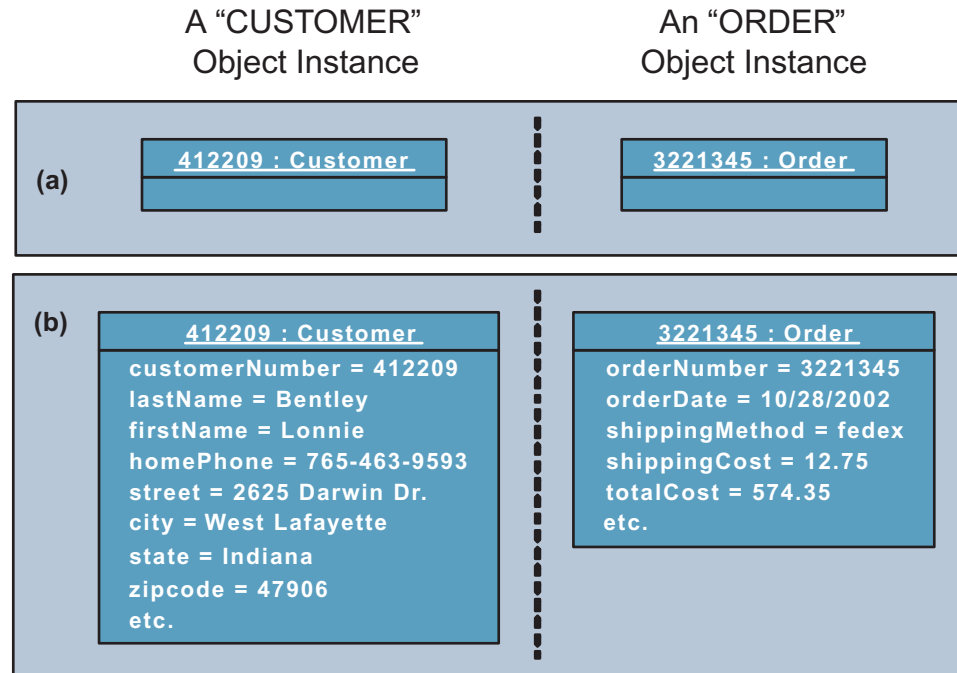 A “CUSTOMER”
Object Instance
An “ORDER”
Object Instance
(a)
412209 : Customer
3221345 : Order
(b)
412209 : Customer
customerNumber = 412209
lastName = Bentley
firstName = Lonnie
homePhone = 765-463-9593
street = 2625 Darwin Dr.
city = West Lafayette
state = Indiana
zipcode = 47906
etc.
3221345 : Order
orderNumber = 3221345
orderDate = 10/28/2002
shippingMethod = fedex
shippingCost = 12.75
totalCost = 574.35
etc.